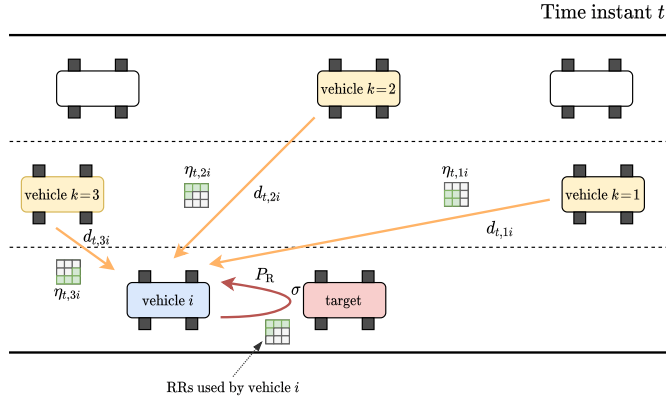 Time instant t
vehicle k=2
η_{t,2i}
η_{t,1i}
vehicle k=3
d_{t,2i}
vehicle k=1
d_{t,3i}
d_{t,1i}
P_R
η_{t,3i}
vehicle i
σ
target
RRs used by vehicle i